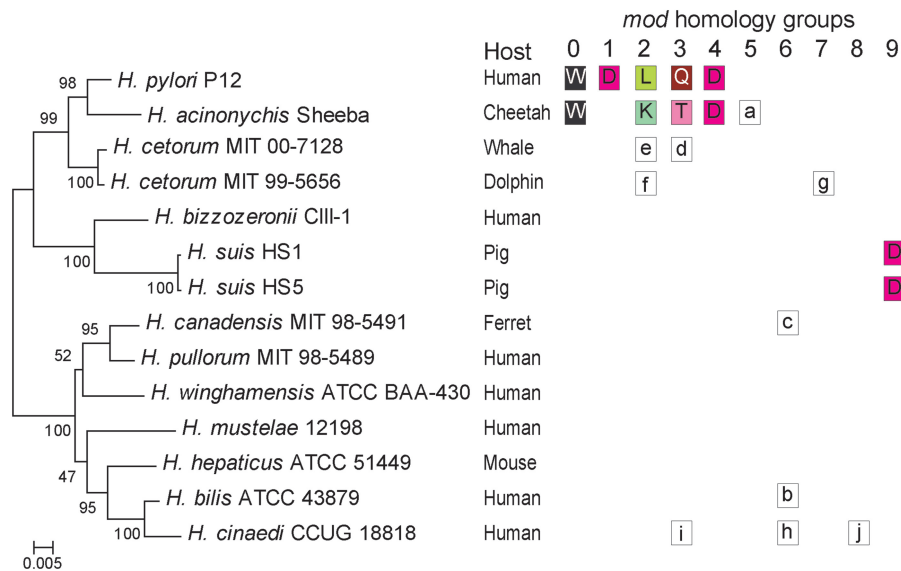 mod homology groups
Host 0 1 2 3 4 5 6 7 8 9
98 H. pylori P12 Human W D L Q D
99 H. acinonychis Sheeba Cheetah W K T D a
H. cetorum MIT 00-7128 Whale e d
100 H. cetorum MIT 99-5656 Dolphin f g
H. bizzozeronii CIII-1 Human
100 H. suis HS1 Pig D
100 H. suis HS5 Pig D
95 H. canadensis MIT 98-5491 Ferret c
52 H. pullorum MIT 98-5489 Human
H. winghamensis ATCC BAA-430 Human
100 H. mustelae 12198 Human
47 H. hepaticus ATCC 51449 Mouse
95 H. bilis ATCC 43879 Human b
100 H. cinaedi CCUG 18818 Human i h j
0.005